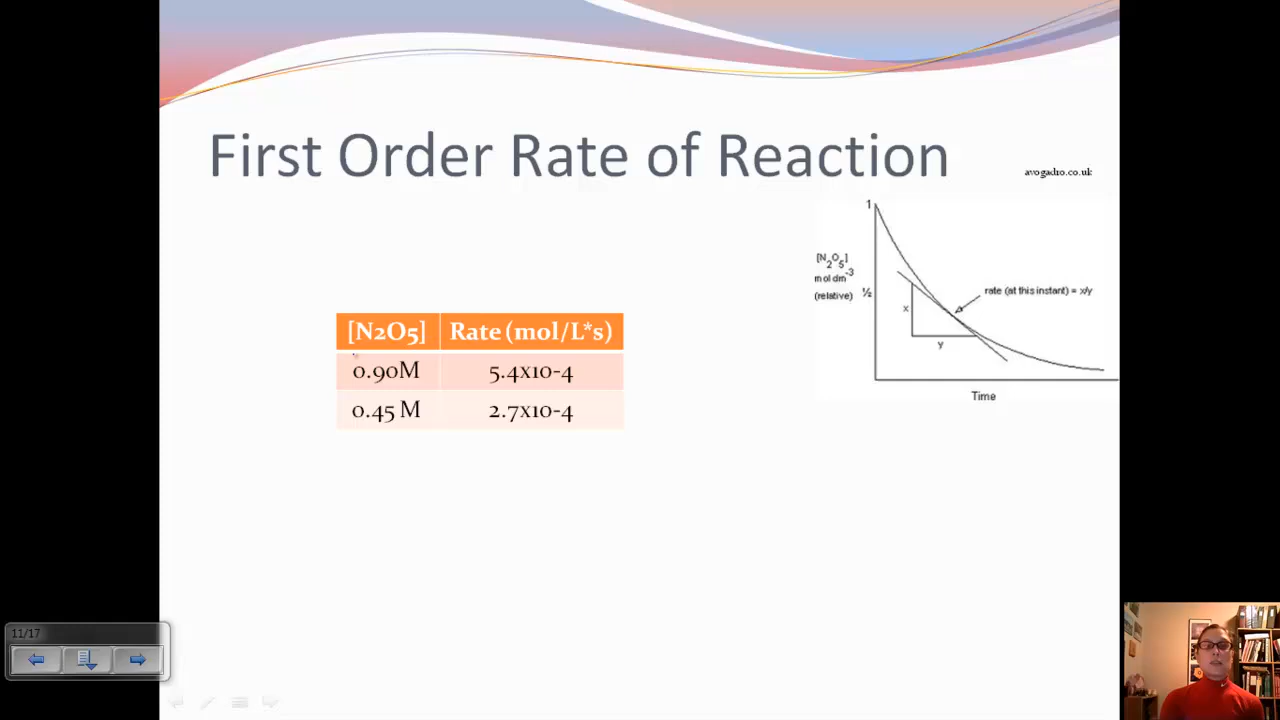 First Order Rate of Reaction
avogadro.co.uk
1
[N2O5]
mol dm-3
(relative)
½
rate (at this instant) = x/y
x
y
Time
[N2O5] Rate (mol/L*s)
0.90M 5.4x10-4
0.45 M 2.7x10-4
11/17